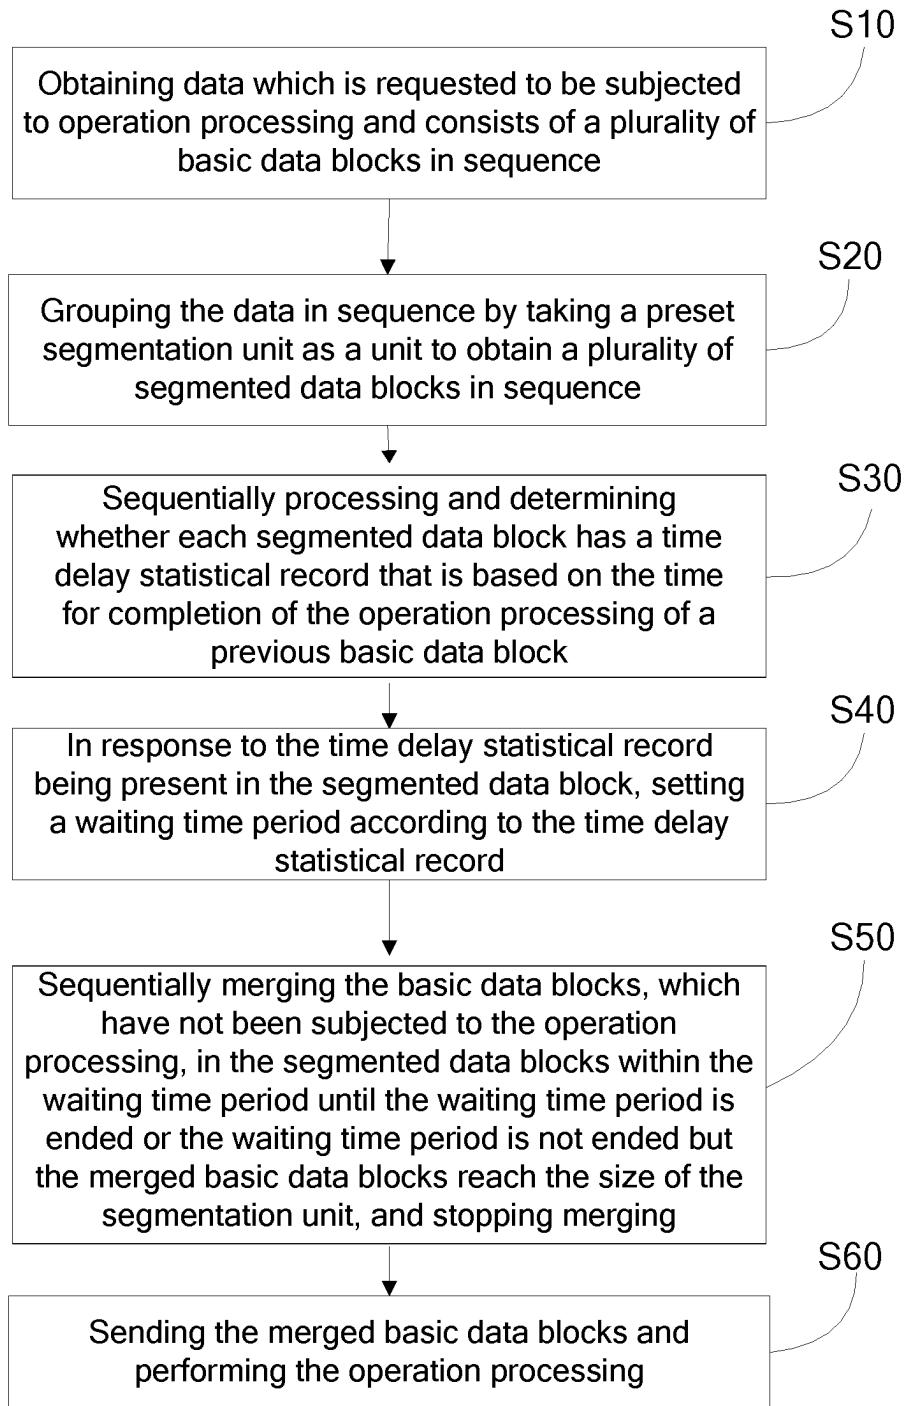 S10
Obtaining data which is requested to be subjected
to operation processing and consists of a plurality of
basic data blocks in sequence
S20
Grouping the data in sequence by taking a preset
segmentation unit as a unit to obtain a plurality of
segmented data blocks in sequence
S30
Sequentially processing and determining
whether each segmented data block has a time
delay statistical record that is based on the time
for completion of the operation processing of a
previous basic data block
S40
In response to the time delay statistical record
being present in the segmented data block, setting
a waiting time period according to the time delay
statistical record
S50
Sequentially merging the basic data blocks, which
have not been subjected to the operation
processing, in the segmented data blocks within the
waiting time period until the waiting time period is
ended or the waiting time period is not ended but
the merged basic data blocks reach the size of the
segmentation unit, and stopping merging
S60
Sending the merged basic data blocks and
performing the operation processing